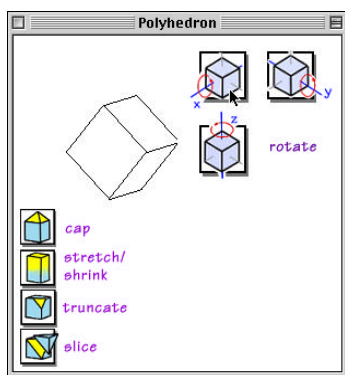 Polyhedron
x
y
z
rotate
cap
stretch/
shrink
truncate
slice